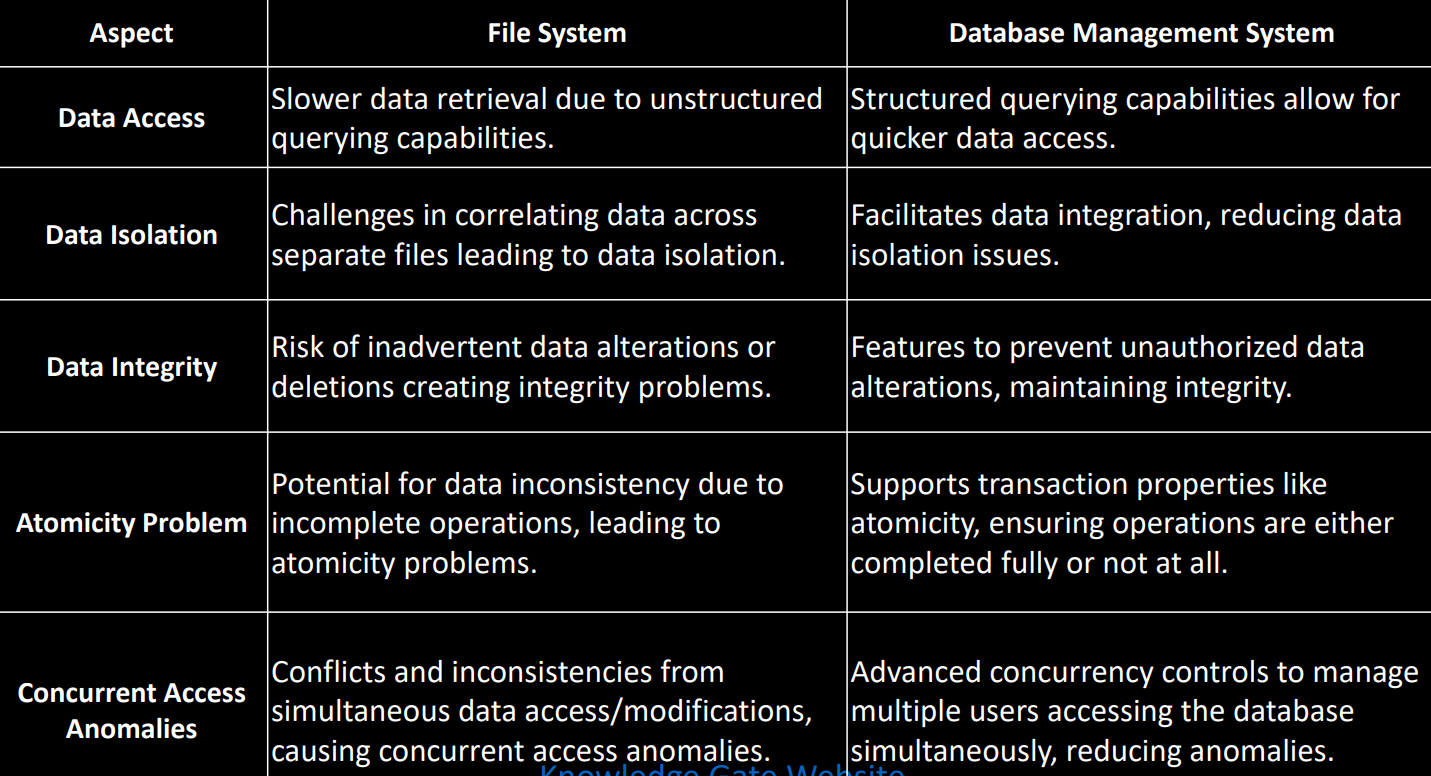 Aspect
File System
Database Management System
Data Access
Slower data retrieval due to unstructured
querying capabilities.
Structured querying capabilities allow for
quicker data access.
Data Isolation
Challenges in correlating data across
separate files leading to data isolation.
Facilitates data integration, reducing data
isolation issues.
Data Integrity
Risk of inadvertent data alterations or
deletions creating integrity problems.
Features to prevent unauthorized data
alterations, maintaining integrity.
Atomicity Problem
Potential for data inconsistency due to
incomplete operations, leading to
atomicity problems.
Supports transaction properties like
atomicity, ensuring operations are either
completed fully or not at all.
Concurrent Access
Anomalies
Conflicts and inconsistencies from
simultaneous data access/modifications,
causing concurrent access anomalies.
Advanced concurrency controls to manage
multiple users accessing the database
simultaneously, reducing anomalies.
Knowledge Gate Website